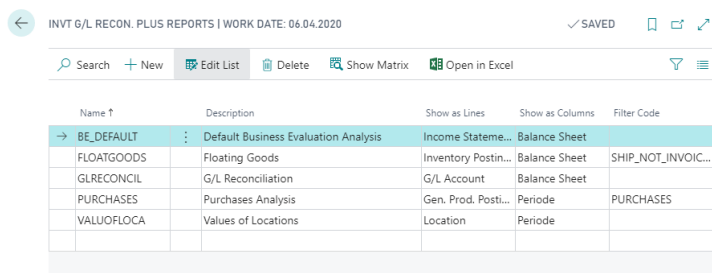 INVT G/L RECON. PLUS REPORTS | WORK DATE: 06.04.2020 ✓SAVED
Search + New Edit List Delete Show Matrix Open in Excel
Name ↑ Description Show as Lines Show as Columns Filter Code
→ BE_DEFAULT Default Business Evaluation Analysis Income Stateme... Balance Sheet
FLOATGOODS Floating Goods Inventory Postin... Balance Sheet SHIP_NOT_INVOIC...
GLRECONCIL G/L Reconciliation G/L Account Balance Sheet
PURCHASES Purchases Analysis Gen. Prod. Posti... Periode PURCHASES
VALUOFLOCA Values of Locations Location Periode